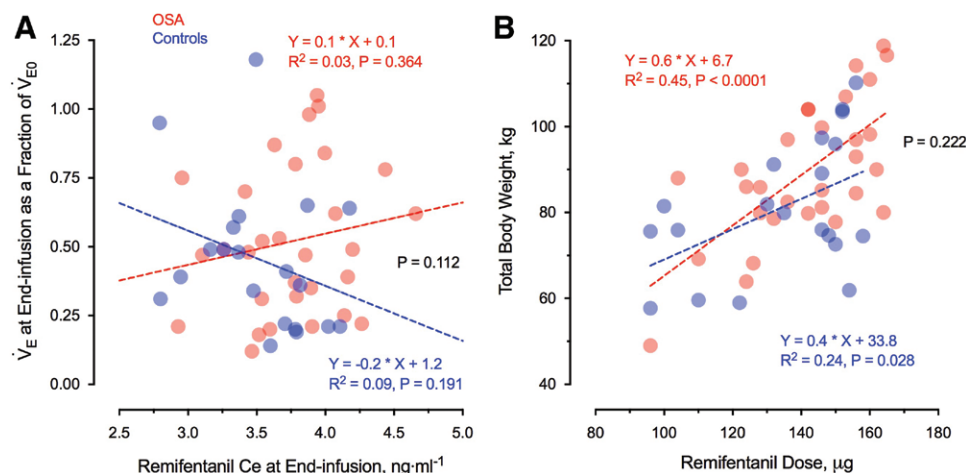 A
OSA
Controls
Y = 0.1 * X + 0.1
R² = 0.03, P = 0.364
1.25
1.00
0.75
0.50
0.25
0.00
V̇E at End-infusion as a Fraction of V̇E0
P = 0.112
Y = -0.2 * X + 1.2
R² = 0.09, P = 0.191
2.5 3.0 3.5 4.0 4.5 5.0
Remifentanil Ce at End-infusion, ng·ml⁻¹
B
Y = 0.6 * X + 6.7
R² = 0.45, P < 0.0001
120
100
80
60
40
Total Body Weight, kg
P = 0.222
Y = 0.4 * X + 33.8
R² = 0.24, P = 0.028
80 100 120 140 160 180
Remifentanil Dose, µg